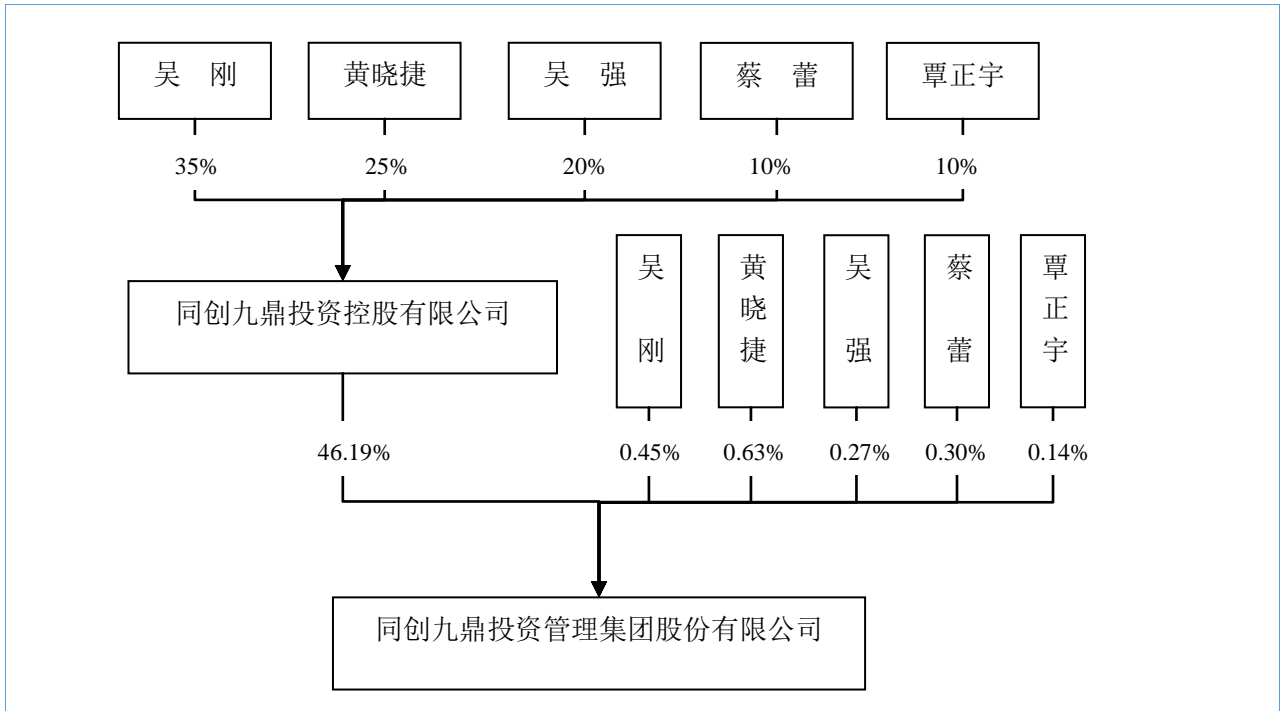 吴　刚
黄晓捷
吴　强
蔡　蕾
覃正宇
35%
25%
20%
10%
10%
吴刚
黄晓捷
吴强
蔡蕾
覃正宇
同创九鼎投资控股有限公司
46.19%
0.45%
0.63%
0.27%
0.30%
0.14%
同创九鼎投资管理集团股份有限公司